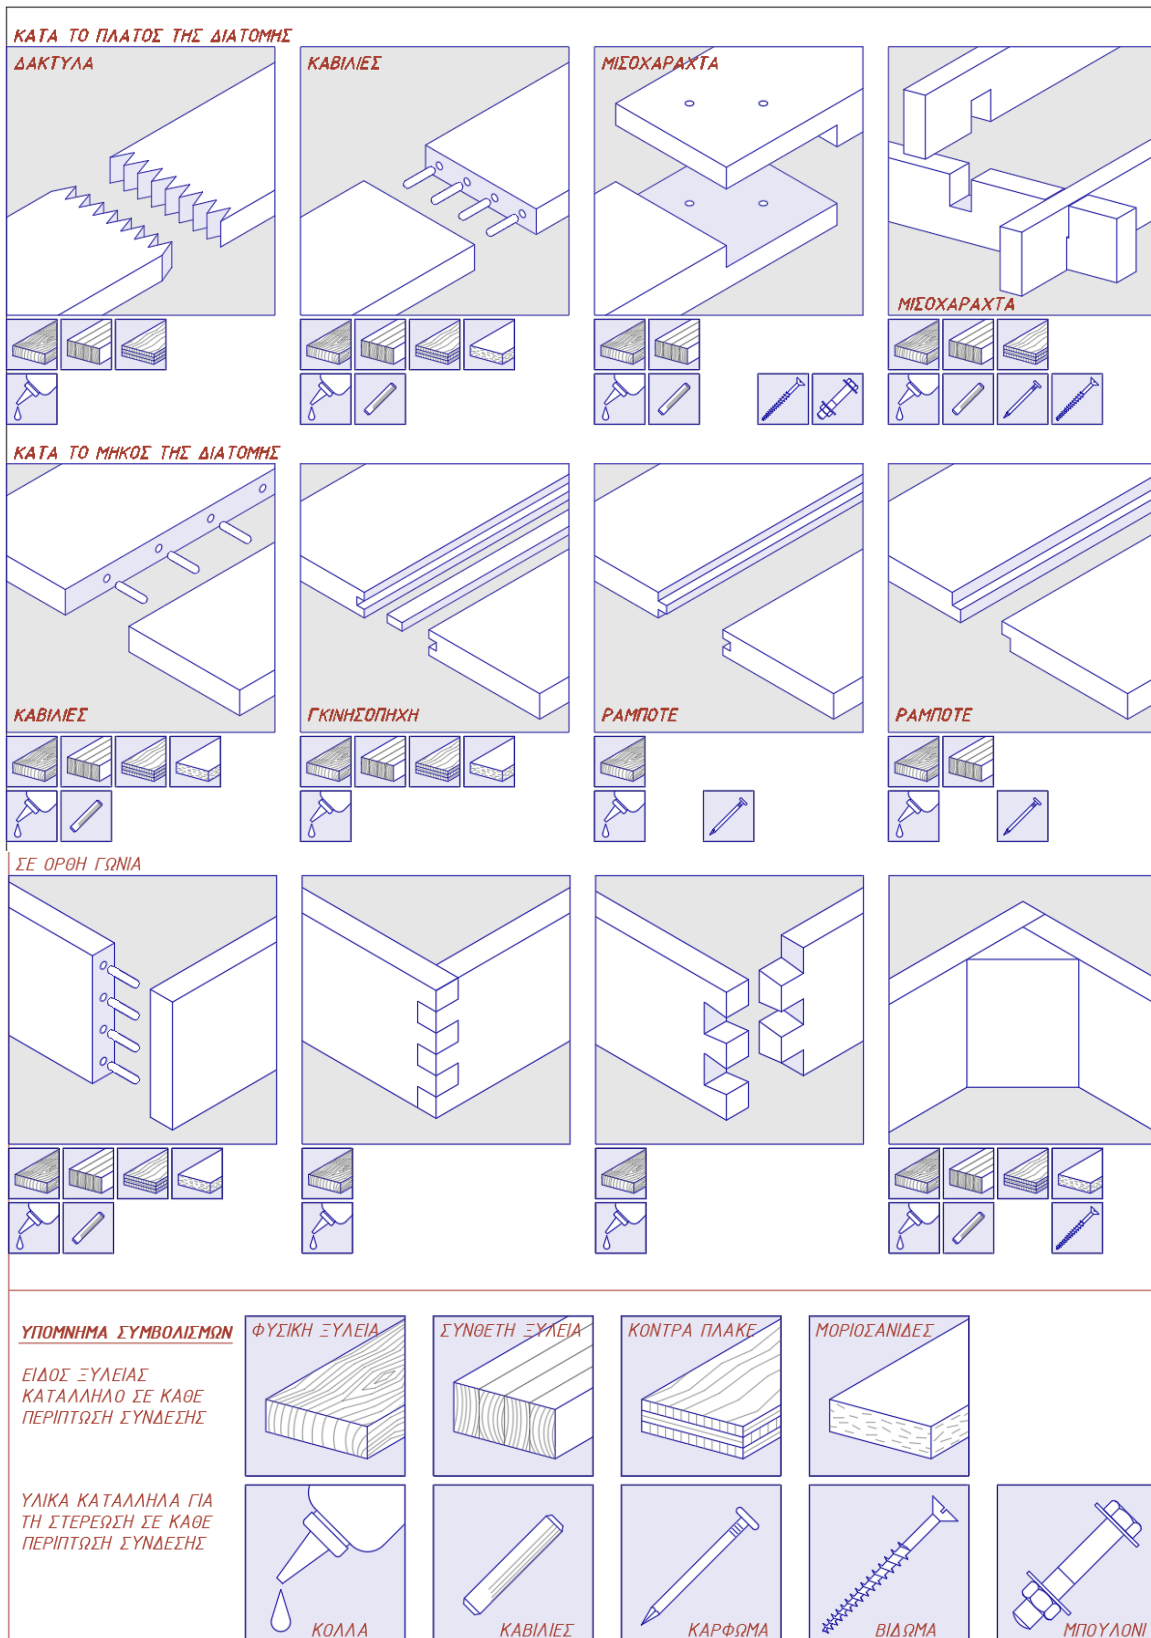 ΚΑΤΑ ΤΟ ΠΛΑΤΟΣ ΤΗΣ ΔΙΑΤΟΜΗΣ
ΔΑΚΤΥΛΑ
ΚΑΒΙΛΙΕΣ
ΜΙΣΟΧΑΡΑΧΤΑ
ΜΙΣΟΧΑΡΑΧΤΑ
ΚΑΤΑ ΤΟ ΜΗΚΟΣ ΤΗΣ ΔΙΑΤΟΜΗΣ
ΚΑΒΙΛΙΕΣ
ΓΚΙΝΗΣΟΠΗΧΗ
ΡΑΜΠΟΤΕ
ΡΑΜΠΟΤΕ
ΣΕ ΟΡΘΗ ΓΩΝΙΑ
ΥΠΟΜΝΗΜΑ ΣΥΜΒΟΛΙΣΜΩΝ
ΦΥΣΙΚΗ ΞΥΛΕΙΑ
ΣΥΝΘΕΤΗ ΞΥΛΕΙΑ
ΚΟΝΤΡΑ ΠΛΑΚΕ
ΜΟΡΙΟΣΑΝΙΔΕΣ
ΕΙΔΟΣ ΞΥΛΕΙΑΣ
ΚΑΤΑΛΛΗΛΟ ΣΕ ΚΑΘΕ
ΠΕΡΙΠΤΩΣΗ ΣΥΝΔΕΣΗΣ
ΥΛΙΚΑ ΚΑΤΑΛΛΗΛΑ ΓΙΑ
ΤΗ ΣΤΕΡΕΩΣΗ ΣΕ ΚΑΘΕ
ΠΕΡΙΠΤΩΣΗ ΣΥΝΔΕΣΗΣ
ΚΟΛΛΑ
ΚΑΒΙΛΙΕΣ
ΚΑΡΦΩΜΑ
ΒΙΔΩΜΑ
ΜΠΟΥΛΟΝΙ